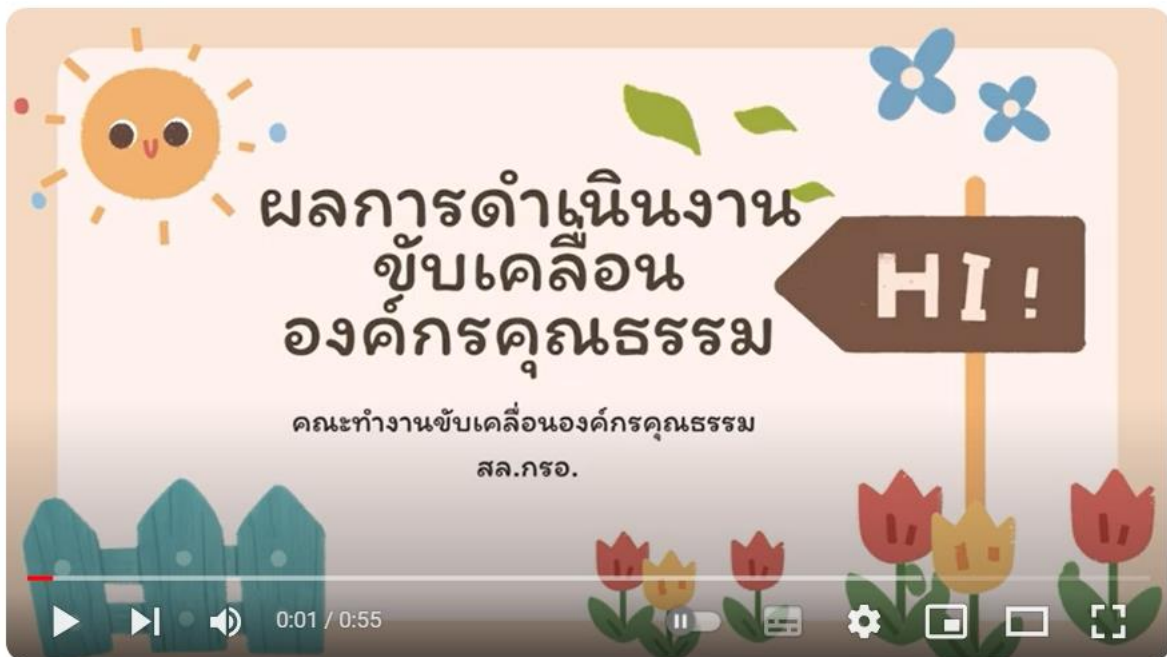 ผลการดำเนินงาน
ขับเคลื่อน
องค์กรคุณธรรม
HI!
คณะทำงานขับเคลื่อนองค์กรคุณธรรม
สล.กรอ.
0:01 / 0:55